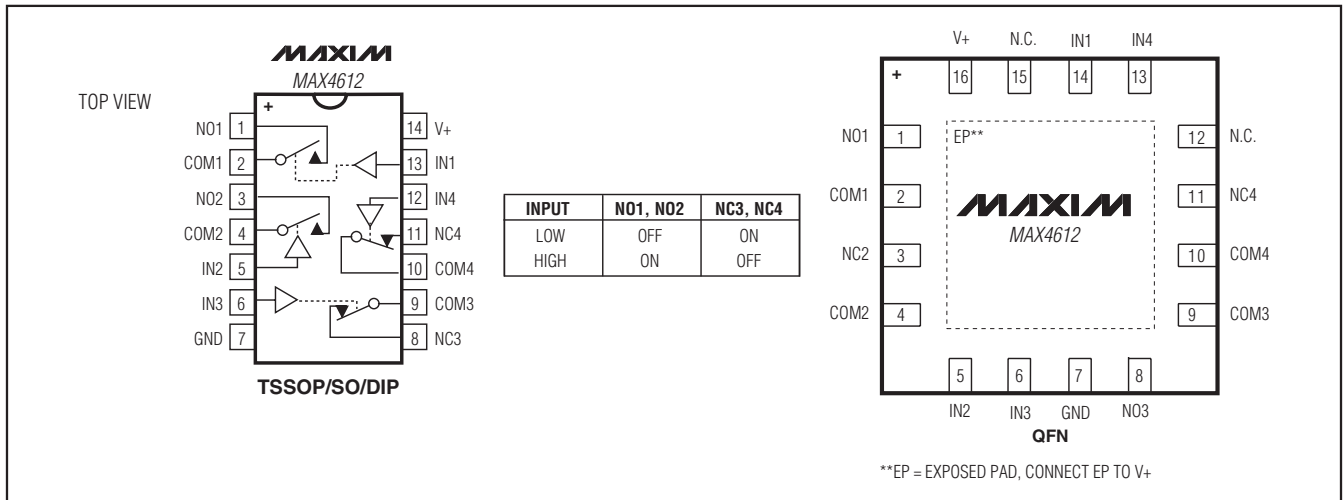 MAXIM
MAX4612
TOP VIEW
+
NO1 1
COM1 2
NO2 3
COM2 4
IN2 5
IN3 6
GND 7
14 V+
13 IN1
12 IN4
11 NC4
10 COM4
9 COM3
8 NC3
TSSOP/SO/DIP
INPUT NO1, NO2 NC3, NC4
LOW OFF ON
HIGH ON OFF
V+ N.C. IN1 IN4
+ 16 15 14 13
NO1 1
COM1 2
NC2 3
COM2 4
EP**
MAXIM
MAX4612
12 N.C.
11 NC4
10 COM4
9 COM3
5 6 7 8
IN2 IN3 GND NO3
QFN
**EP = EXPOSED PAD, CONNECT EP TO V+